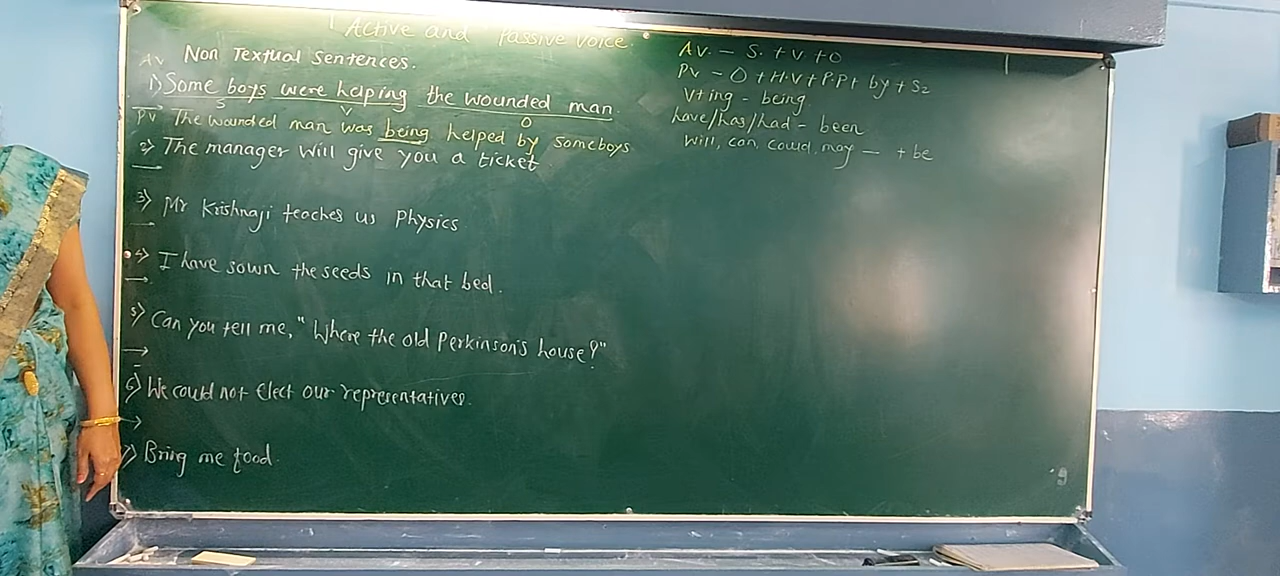 Active and Passive voice.
Av Non Textual Sentences.
1) Some boys were helping the wounded man.
S V O
PV The wounded man was being helped by someboys
2) The manager will give you a ticket.
3) Mr Krishnaji teaches us Physics
4) I have sown the seeds in that bed.
5) Can you tell me, "Where the old Perkinson's house?"
6) We could not Elect our representatives.
7) Bring me food.
Av. - S. + V + O
PV - O + H.V + P.P + by + S2
V+ing - being
have/has/had - been
will, can, could, may — + be